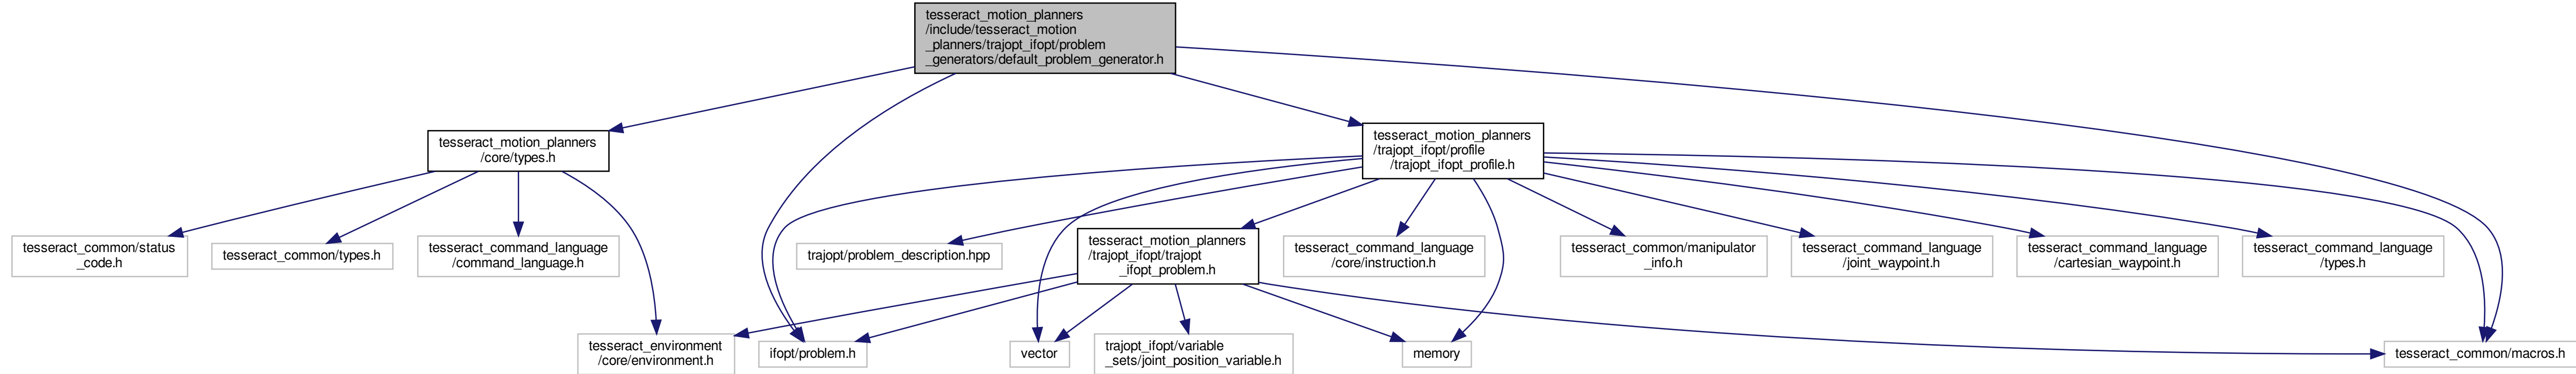 tesseract_motion_planners
/include/tesseract_motion
_planners/trajopt_ifopt/problem
_generators/default_problem_generator.h
tesseract_motion_planners
/core/types.h
tesseract_motion_planners
/trajopt_ifopt/profile
/trajopt_ifopt_profile.h
tesseract_common/status
_code.h
tesseract_common/types.h
tesseract_command_language
/command_language.h
trajopt/problem_description.hpp
tesseract_motion_planners
/trajopt_ifopt/trajopt
_ifopt_problem.h
tesseract_command_language
/core/instruction.h
tesseract_common/manipulator
_info.h
tesseract_command_language
/joint_waypoint.h
tesseract_command_language
/cartesian_waypoint.h
tesseract_command_language
/types.h
tesseract_environment
/core/environment.h
ifopt/problem.h
vector
trajopt_ifopt/variable
_sets/joint_position_variable.h
memory
tesseract_common/macros.h